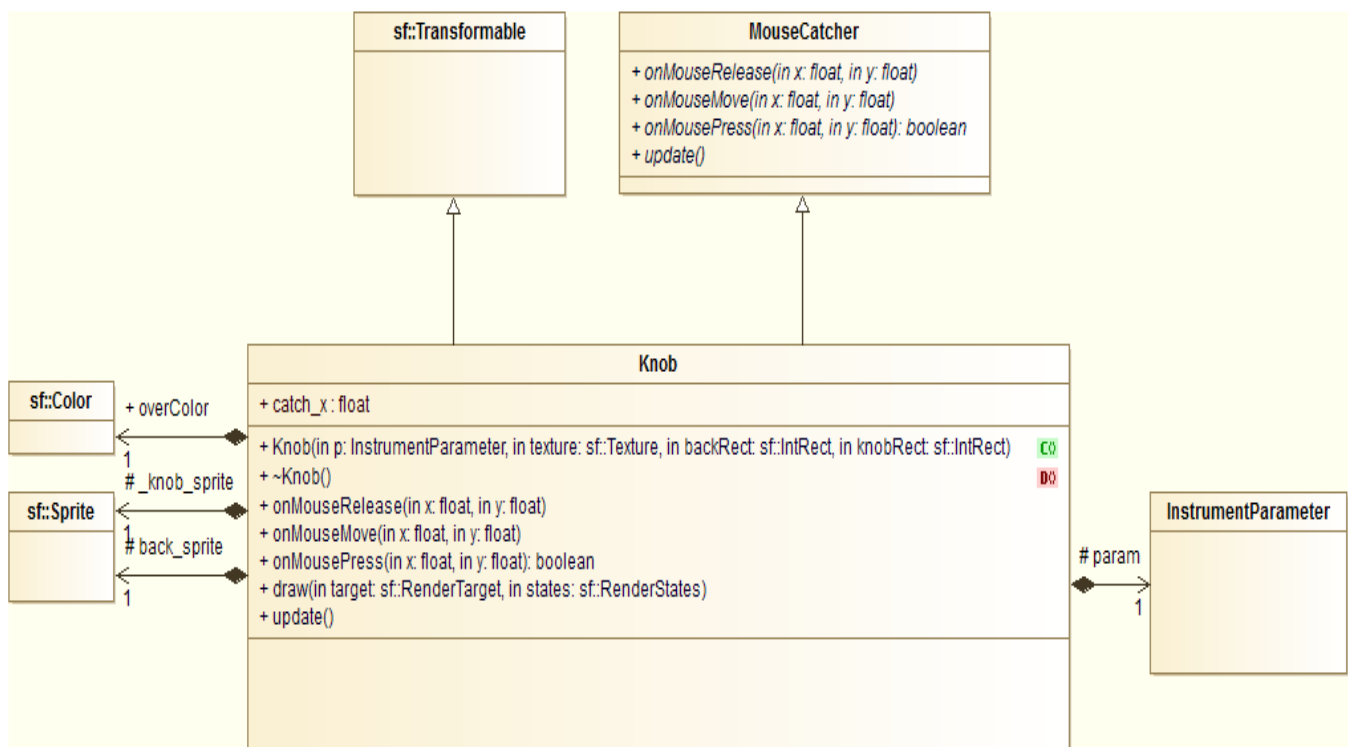 sf::Transformable
MouseCatcher
+ onMouseRelease(in x: float, in y: float)
+ onMouseMove(in x: float, in y: float)
+ onMousePress(in x: float, in y: float): boolean
+ update()
Knob
+ catch_x : float
+ Knob(in p: InstrumentParameter, in texture: sf::Texture, in backRect: sf::IntRect, in knobRect: sf::IntRect)
C()
+ ~Knob()
D()
+ onMouseRelease(in x: float, in y: float)
+ onMouseMove(in x: float, in y: float)
+ onMousePress(in x: float, in y: float): boolean
+ draw(in target: sf::RenderTarget, in states: sf::RenderStates)
+ update()
sf::Color
+ overColor
1
sf::Sprite
# _knob_sprite
1
# back_sprite
1
# param
1
InstrumentParameter